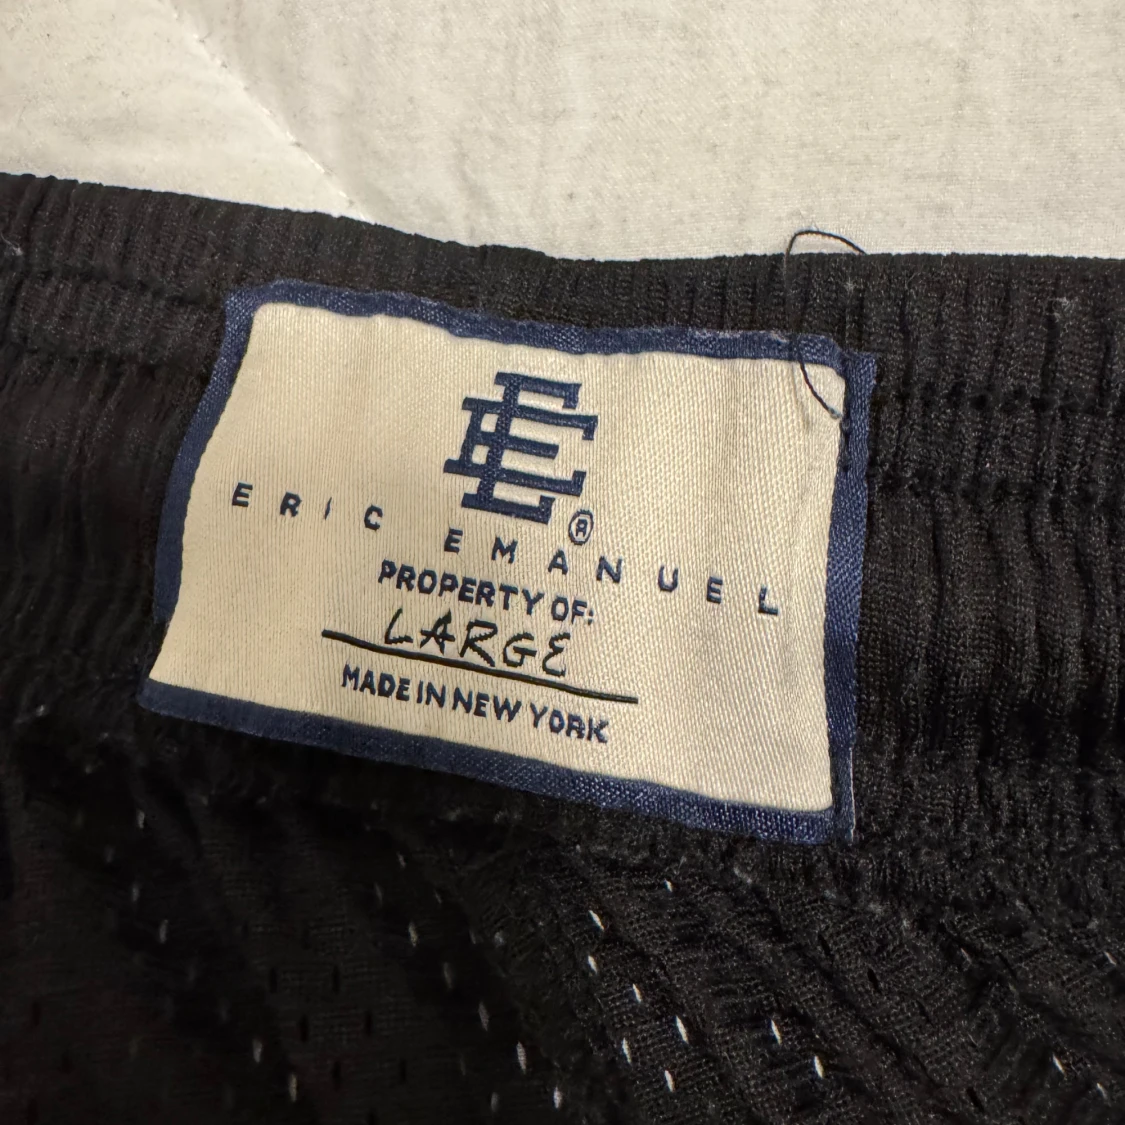 EE
®
ERIC EMANUEL
PROPERTY OF:
LARGE
MADE IN NEW YORK